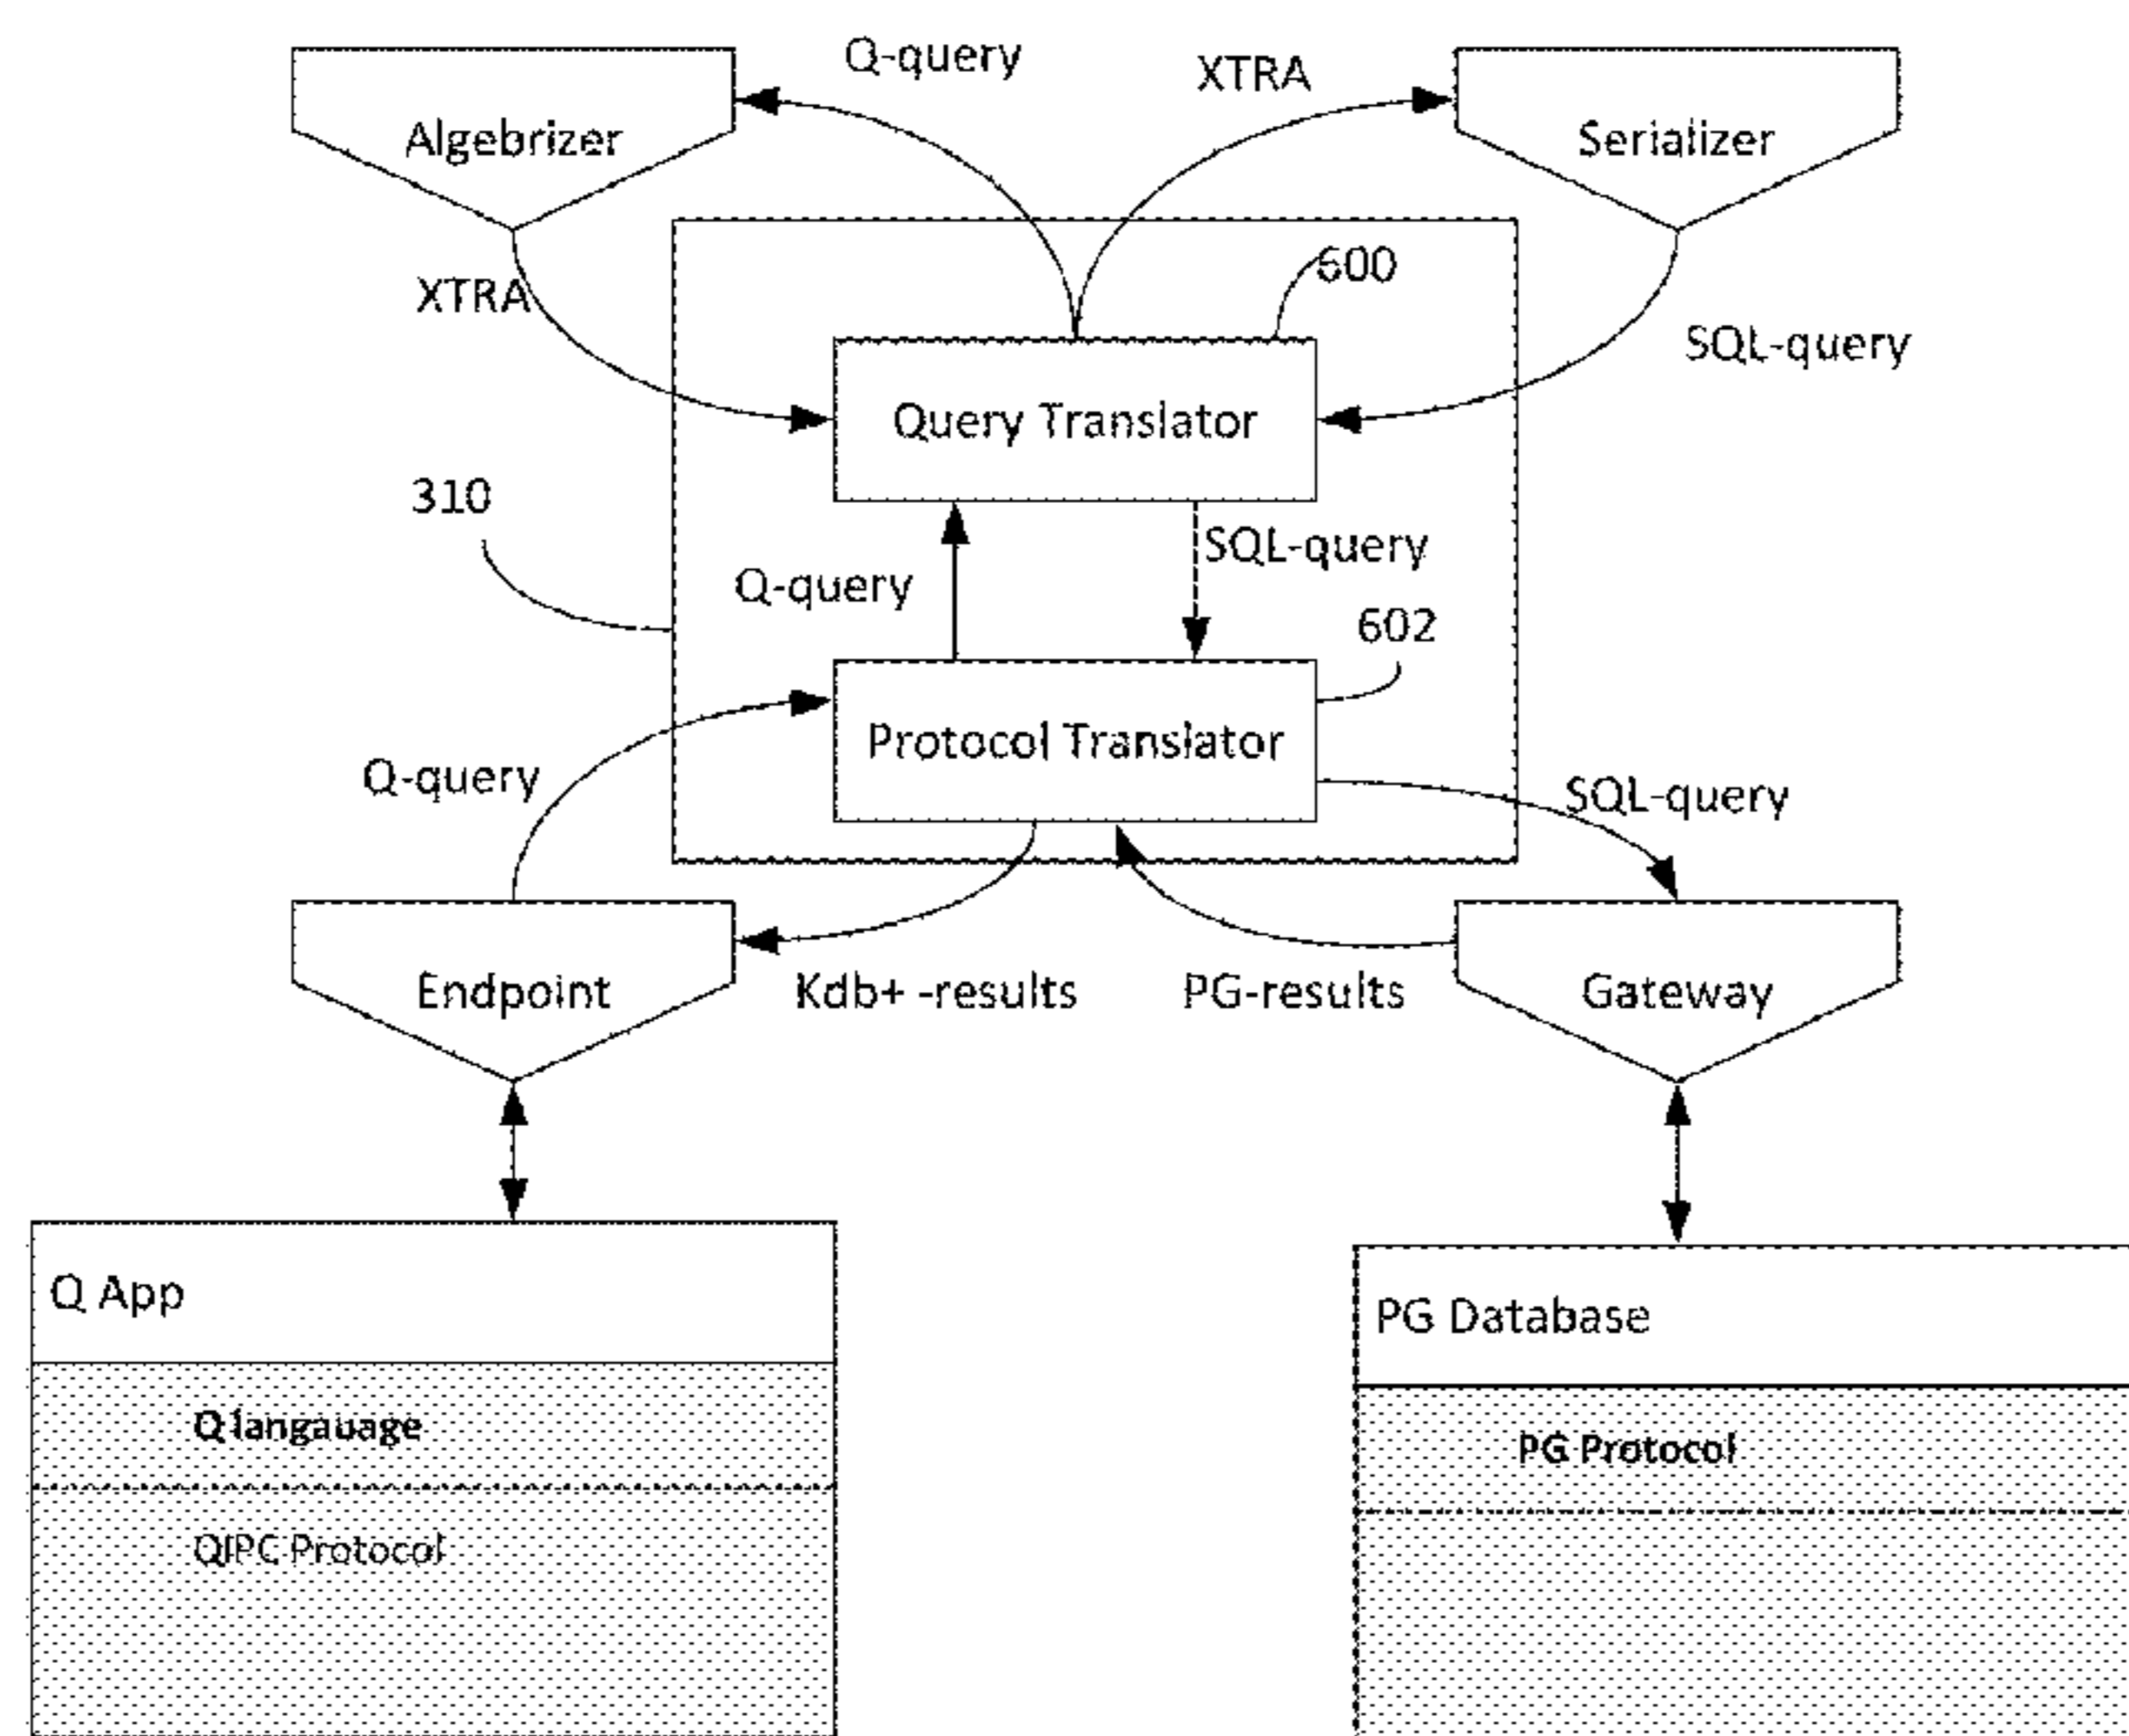 Q-query
XTRA
Algebrizer
Serializer
600
XTRA
SQL-query
Query Translator
310
SQL-query
Q-query
602
Protocol Translator
Q-query
SQL-query
Endpoint
Kdb+ -results
PG-results
Gateway
Q App
PG Database
Q langauage
PG Protocol
QIPC Protocol